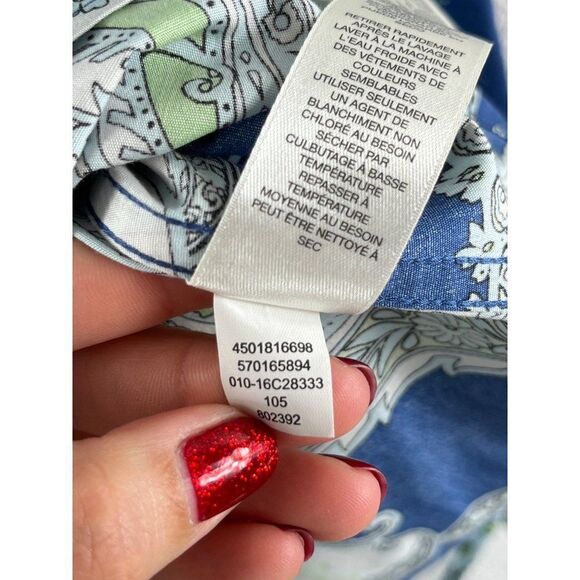 RETIRER RAPIDEMENT
APRÈS LE LAVAGE
LAVER À LA MACHINE À
L'EAU FROIDE AVEC
DES VÊTEMENTS DE
COULEURS
SEMBLABLES
UTILISER SEULEMENT
UN AGENT DE
BLANCHIMENT NON
CHLORÉ AU BESOIN
SÉCHER PAR
CULBUTAGE À BASSE
TEMPÉRATURE
REPASSER À
TEMPÉRATURE
MOYENNE AU BESOIN
PEUT ÊTRE NETTOYÉ À
SEC
4501816698
570165894
010-16C28333
105
802392